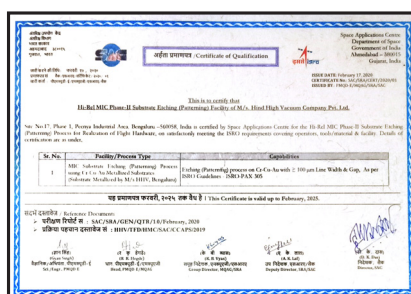 अंतरिक्ष उपयोग केंद्र
अंतरिक्ष विभाग
भारत सरकार
अहमदाबाद
गुजरात, भारत
अर्हता प्रमाणपत्र / Certificate of Qualification
Space Applications Centre
Department of Space
Government of India
Ahmedabad – 380015
Gujarat, India
ISSUE DATE: February 17, 2020
This is to certify that
Hi-Rel MIC Phase-II Substrate Etching (Patterning) Facility of M/s. Hind High Vacuum Company Pvt. Ltd.
Site No.17, Phase I, Peenya Industrial Area, Bengaluru –560058, India is certified by Space Applications Centre for the Hi-Rel MIC Phase-II Substrate Etching
(Patterning) Process for Realization of Flight Hardware, on satisfactorily meeting the ISRO requirements covering operators, tools/material & facility. Details of
certification are as under,
Sr. No. Facility/Process Type Capabilities
1 MIC Substrate Etching (Patterning) Process
using Cr-Cu-Au Metallized Substrates
(Substrate Metallized by M/s HHV, Bengaluru)
Etching (Patterning) process on Cr-Cu-Au with ≥ 100 µm Line Width & Gap, As per
ISRO Guidelines - ISRO-PAX 305
यह प्रमाणपत्र फरवरी, २०२५ तक वैध है | This Certificate is valid up to February, 2025.
संदर्भ दस्तावेज़ : Reference Documents:
➢ परीक्षण रिपोर्ट सं : SAC/SRA/GEN/QTR/18/February, 2020
➢ प्रक्रिया पहचान दस्तावेज सं : HHV/TFD/HMC/SAC/CCAPS/2019
Group Director, MQAG/SRA
Deputy Director, SRA/SAC
Director, SAC